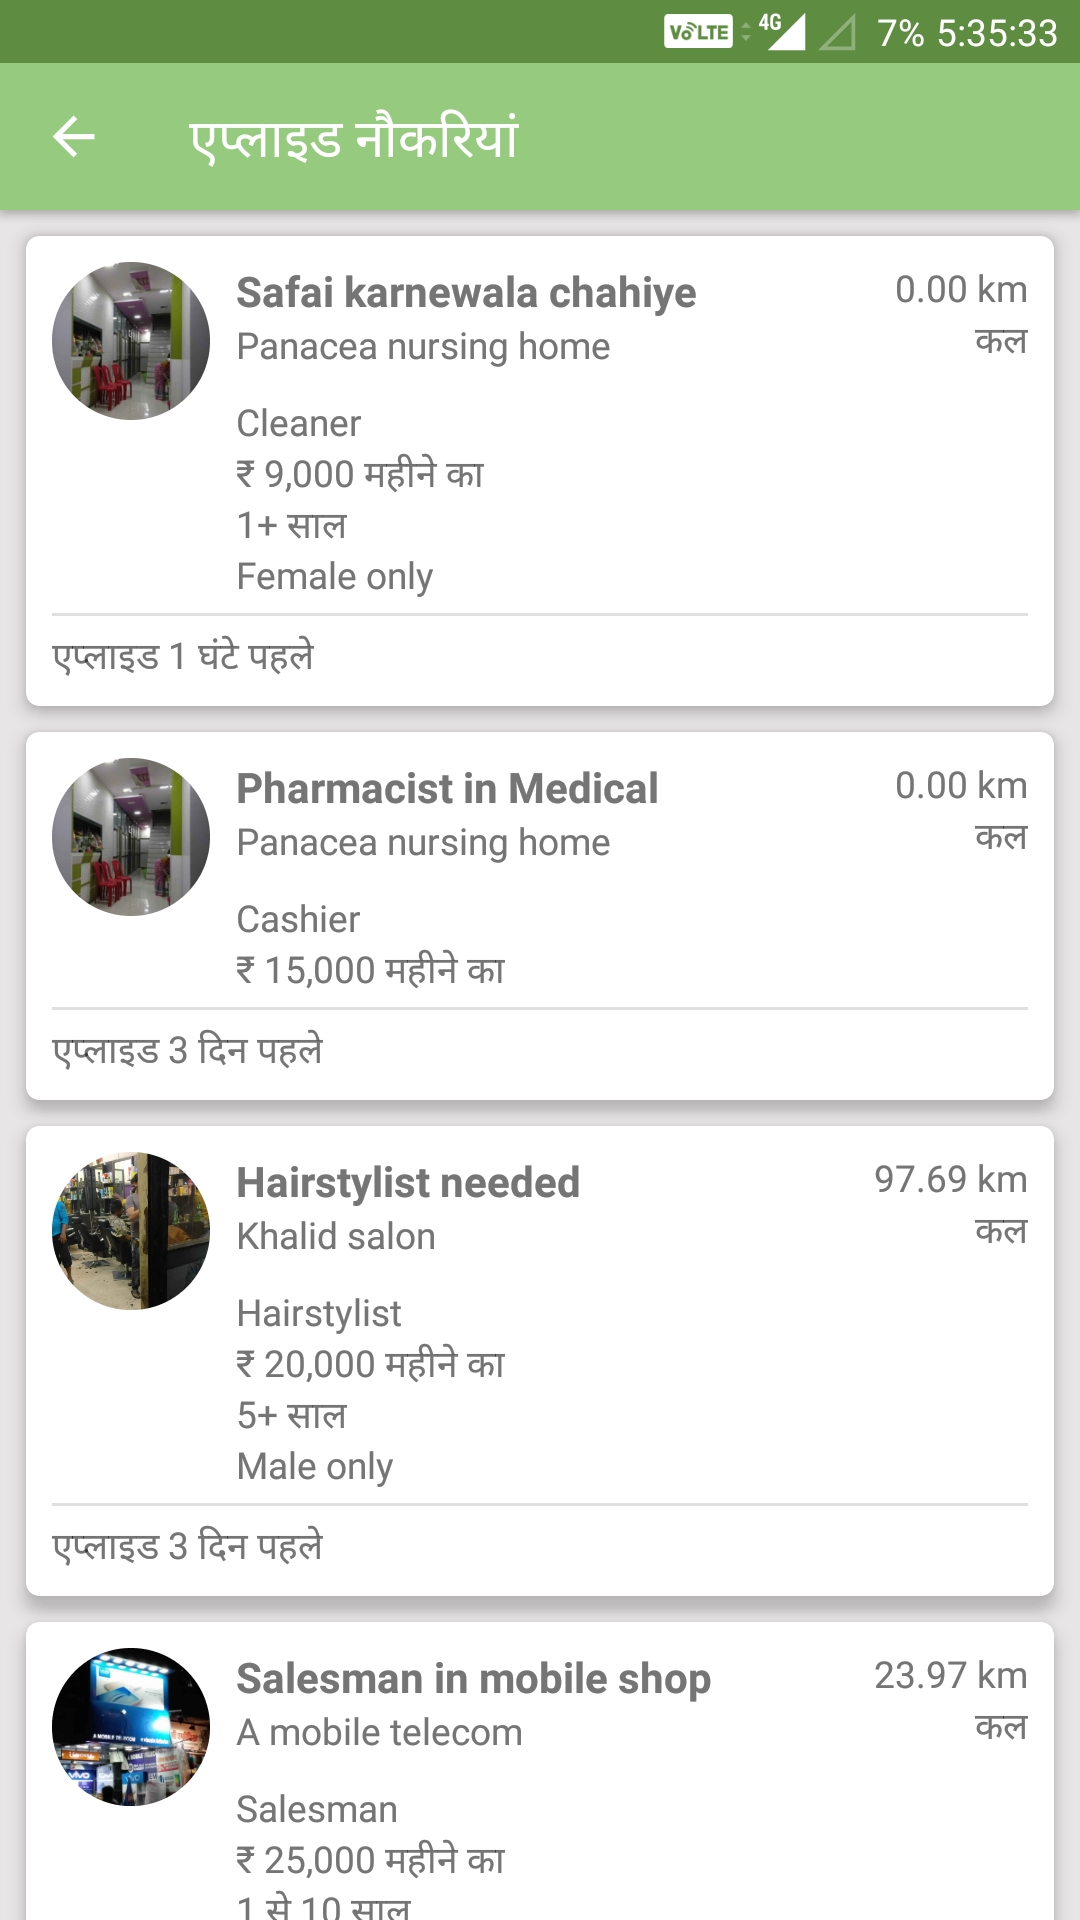 VoLTE 4G 7% 5:35:33
एप्लाइड नौकरियां
Safai karnewala chahiye 0.00 km
Panacea nursing home कल
Cleaner
₹ 9,000 महीने का
1+ साल
Female only
एप्लाइड 1 घंटे पहले
Pharmacist in Medical 0.00 km
Panacea nursing home कल
Cashier
₹ 15,000 महीने का
एप्लाइड 3 दिन पहले
Hairstylist needed 97.69 km
Khalid salon कल
Hairstylist
₹ 20,000 महीने का
5+ साल
Male only
एप्लाइड 3 दिन पहले
Salesman in mobile shop 23.97 km
A mobile telecom कल
A MOBILE TELECOM
vivo
Salesman
₹ 25,000 महीने का
1 से 10 साल